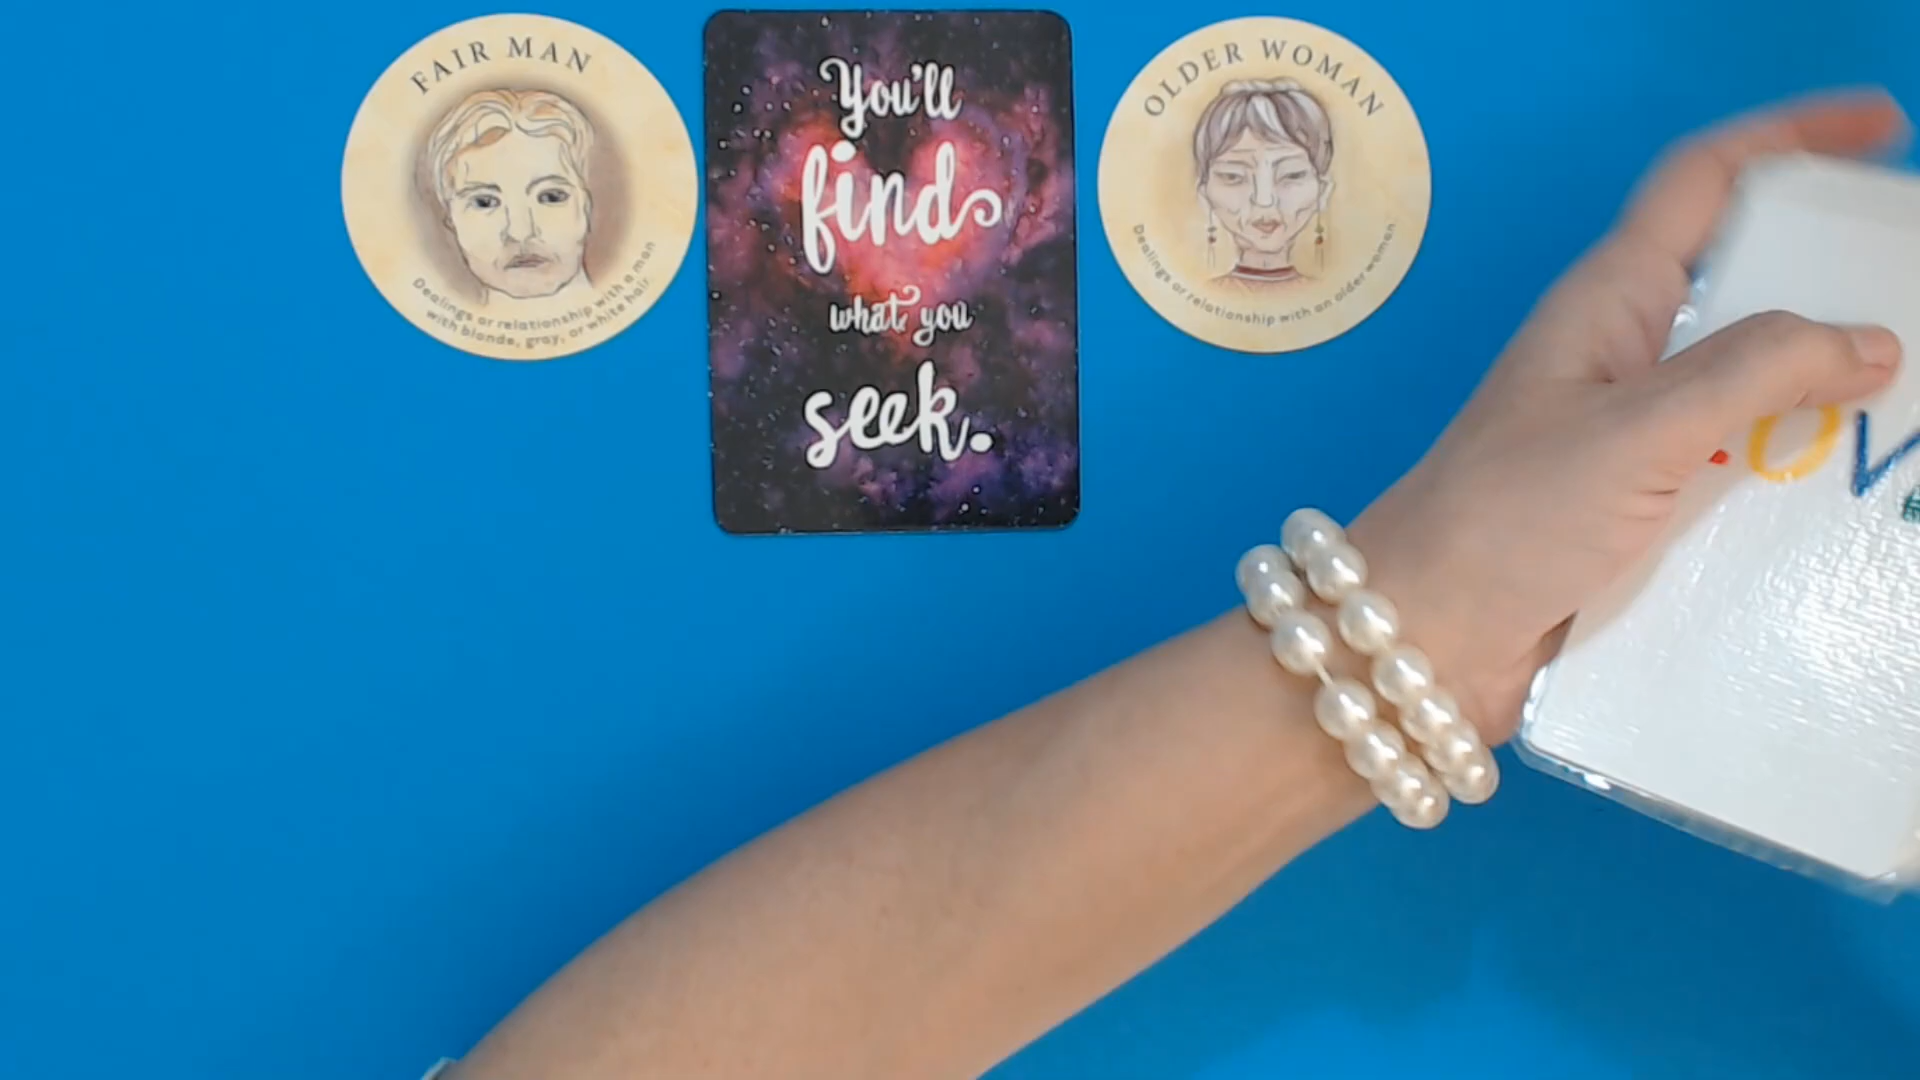 FAIR MAN
Dealings or relationship with a man
with blonde, gray, or white hair
You'll
find
what you
seek.
OLDER WOMAN
Dealings or relationship with an older woman
OV